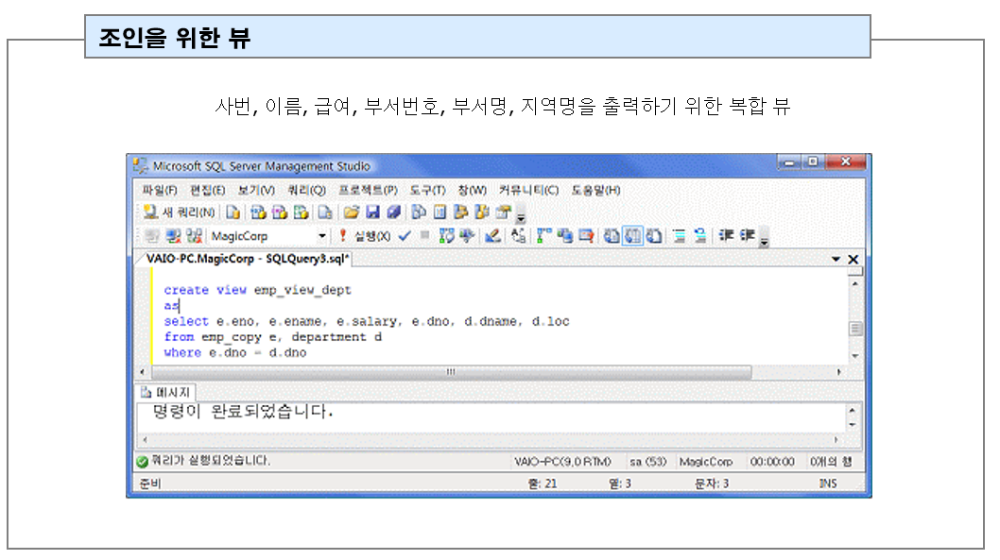 조인을 위한 뷰
사번, 이름, 급여, 부서번호, 부서명, 지역명을 출력하기 위한 복합 뷰
Microsoft SQL Server Management Studio
파일(F) 편집(E) 보기(V) 쿼리(Q) 프로젝트(P) 도구(T) 창(W) 커뮤니티(C) 도움말(H)
새 쿼리(N)
MagicCorp 실행(X)
VAIO-PC.MagicCorp - SQLQuery3.sql*
create view emp_view_dept
as
select e.eno, e.ename, e.salary, e.dno, d.dname, d.loc
from emp_copy e, department d
where e.dno = d.dno
메시지
명령이 완료되었습니다.
쿼리가 실행되었습니다. VAIO-PC(9,0 RTM) sa (53) MagicCorp 00:00:00 0개의 행
준비 줄: 21 열: 3 문자: 3 INS